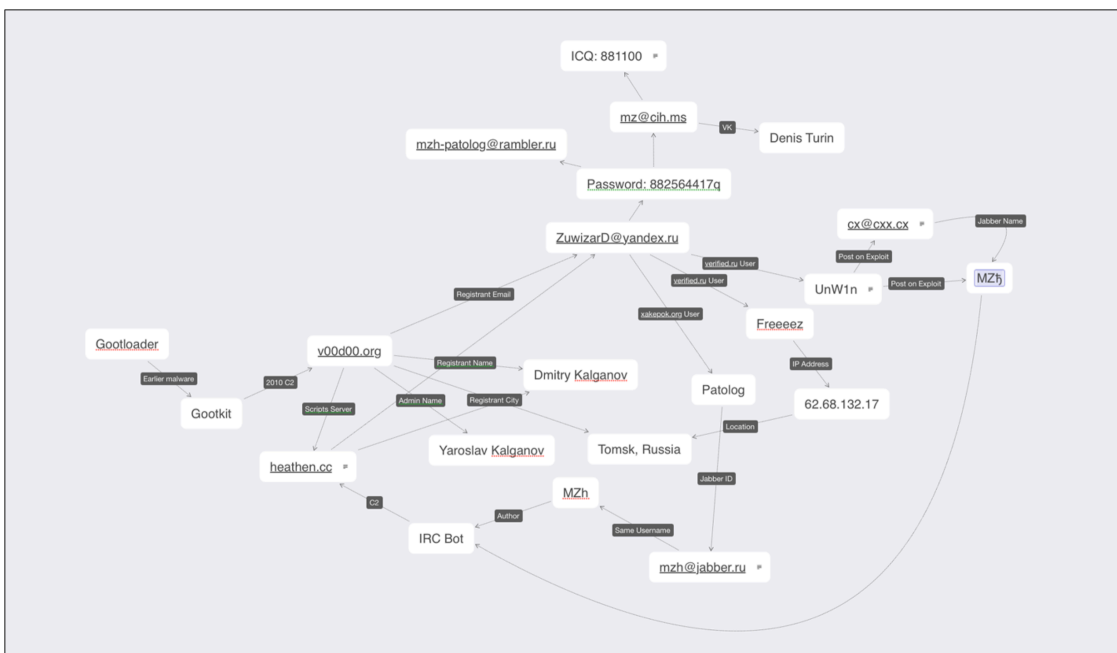 ICQ: 881100
mz@cih.ms
VK
Denis Turin
mzh-patolog@rambler.ru
Password: 882564417q
cx@cxx.cx
Jabber Name
ZuwizarD@yandex.ru
Post on Exploit
verified.ru User
verified.ru User
MZђ
UnW1n
Post on Exploit
Registrant Email
xakepok.org User
Freeeez
Gootloader
v00d00.org
Registrant Name
IP Address
Earlier malware
2010 C2
Dmitry Kalganov
Patolog
Gootkit
Scripts Server
Admin Name
Registrant City
62.68.132.17
Location
Yaroslav Kalganov
Tomsk, Russia
heathen.cc
Jabber ID
MZh
C2
Author
Same Username
IRC Bot
mzh@jabber.ru